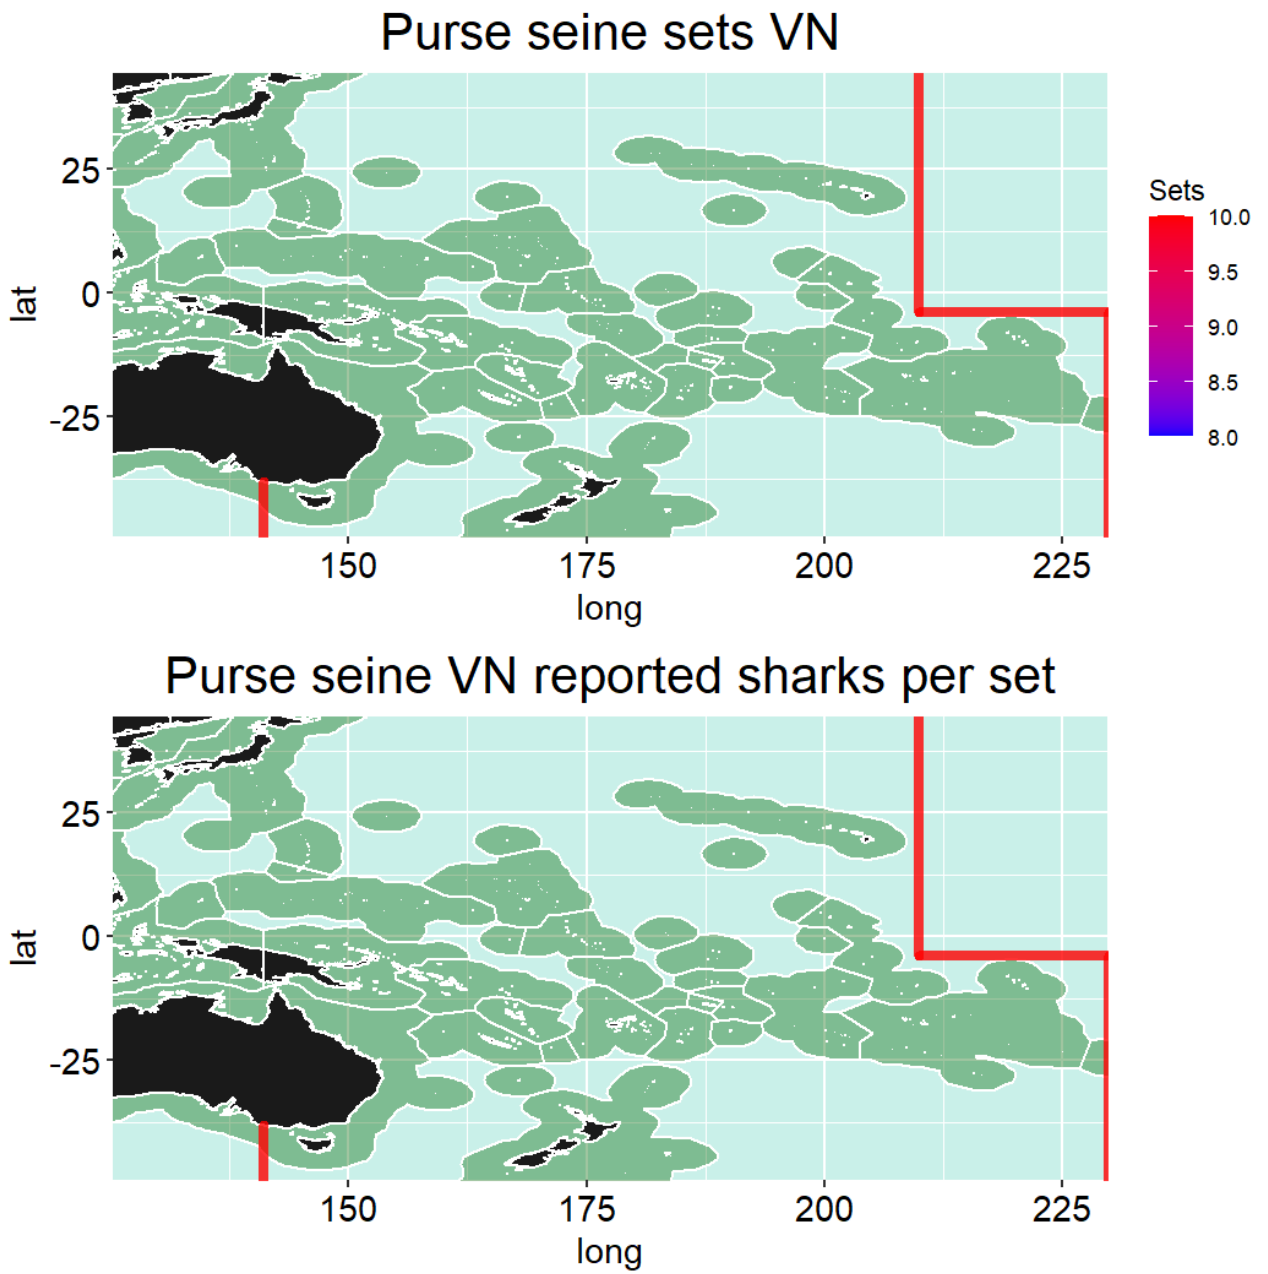 Purse seine sets VN
25
0
-25
lat
150 175 200 225
long
Sets
10.0
9.5
9.0
8.5
8.0
Purse seine VN reported sharks per set
25
0
-25
lat
150 175 200 225
long